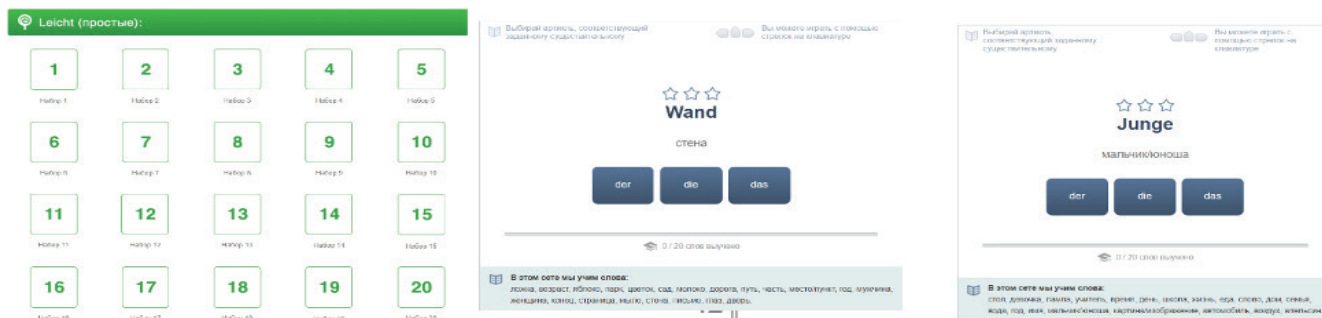 Leicht (простые):
1 2 3 4 5
Набор 1 Набор 2 Набор 3 Набор 4 Набор 5
6 7 8 9 10
Набор 6 Набор 7 Набор 8 Набор 9 Набор 10
11 12 13 14 15
Набор 11 Набор 12 Набор 13 Набор 14 Набор 15
16 17 18 19 20
Выбирай артикль, соответствующий
заданному существительному
Вы можете играть с помощью
стрелок на клавиатуре
Wand
стена
der die das
0 / 20 слов выучено
В этом сете мы учим слова:
ложка, возраст, яблоко, парк, цветок, сад, молоко, дорога, путь, часть, место/пункт, год, мужчина,
женщина, конец, страница, мыло, стена, письмо, глаз, дверь.
Выбирай артикль,
соответствующий заданному
существительному
Вы можете играть с помощью
стрелок на
клавиатуре
Junge
мальчик/юноша
der die das
0 / 20 слов выучено
В этом сете мы учим слова:
стол, девочка, лампа, учитель, время, день, школа, жизнь, еда, слово, дом, семья,
вода, год, имя, мальчик/юноша, картина/изображение, автомобиль, воздух, апельсин